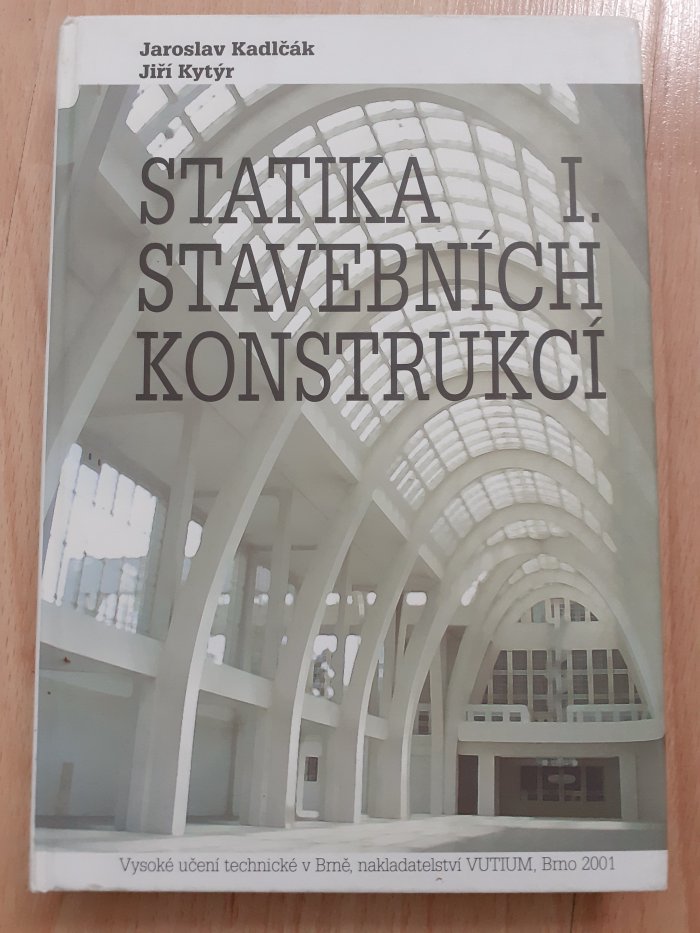 Jaroslav Kadlčák
Jiří Kytýr
STATIKA I.
STAVEBNÍCH
KONSTRUKCÍ
Vysoké učení technické v Brně, nakladatelství VUTIUM, Brno 2001